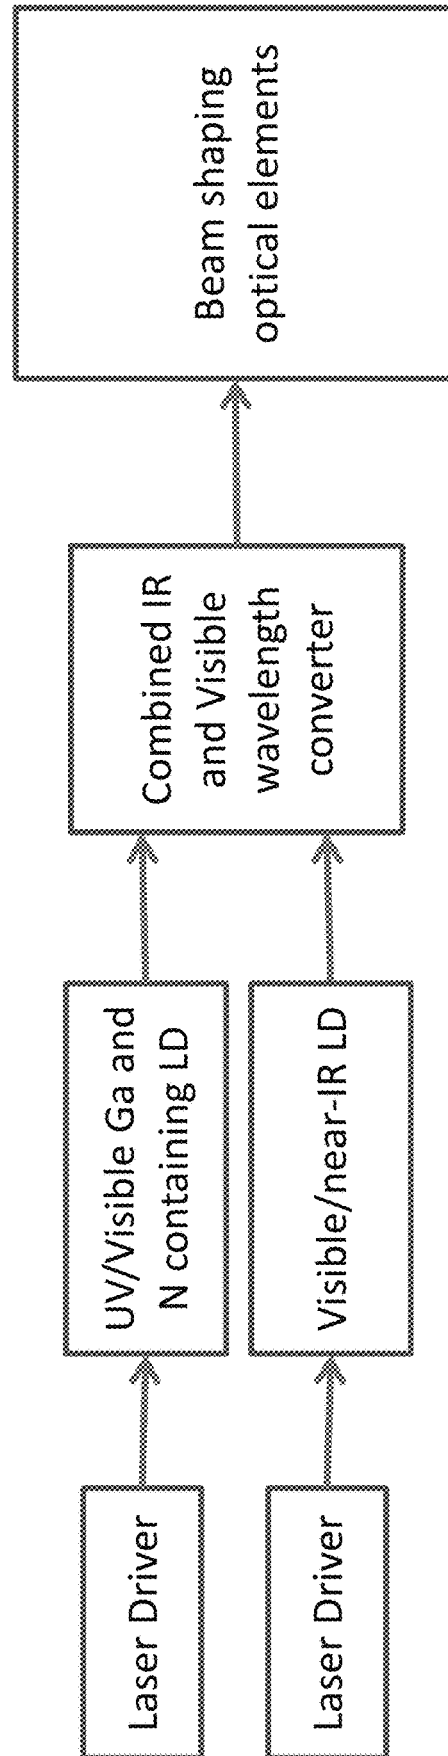 Laser Driver
Laser Driver
UV/Visible Ga and
N containing LD
Visible/near-IR LD
Combined IR
and Visible
wavelength
converter
Beam shaping
optical elements